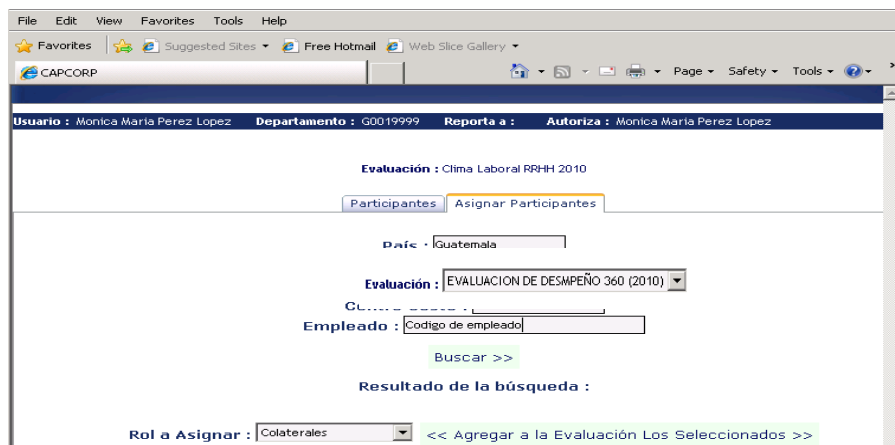 File Edit View Favorites Tools Help
Favorites Suggested Sites Free Hotmail Web Slice Gallery
CAPCORP Page Safety Tools
Usuario : Monica Maria Perez Lopez Departamento : G0019999 Reporta a : Autoriza : Monica Maria Perez Lopez
Evaluación : Clima Laboral RRHH 2010
Participantes Asignar Participantes
País : Guatemala
Evaluación : EVALUACION DE DESMPEÑO 360 (2010)
Empleado : Codigo de empleado
Buscar >>
Resultado de la búsqueda :
Rol a Asignar : Colaterales << Agregar a la Evaluación Los Seleccionados >>